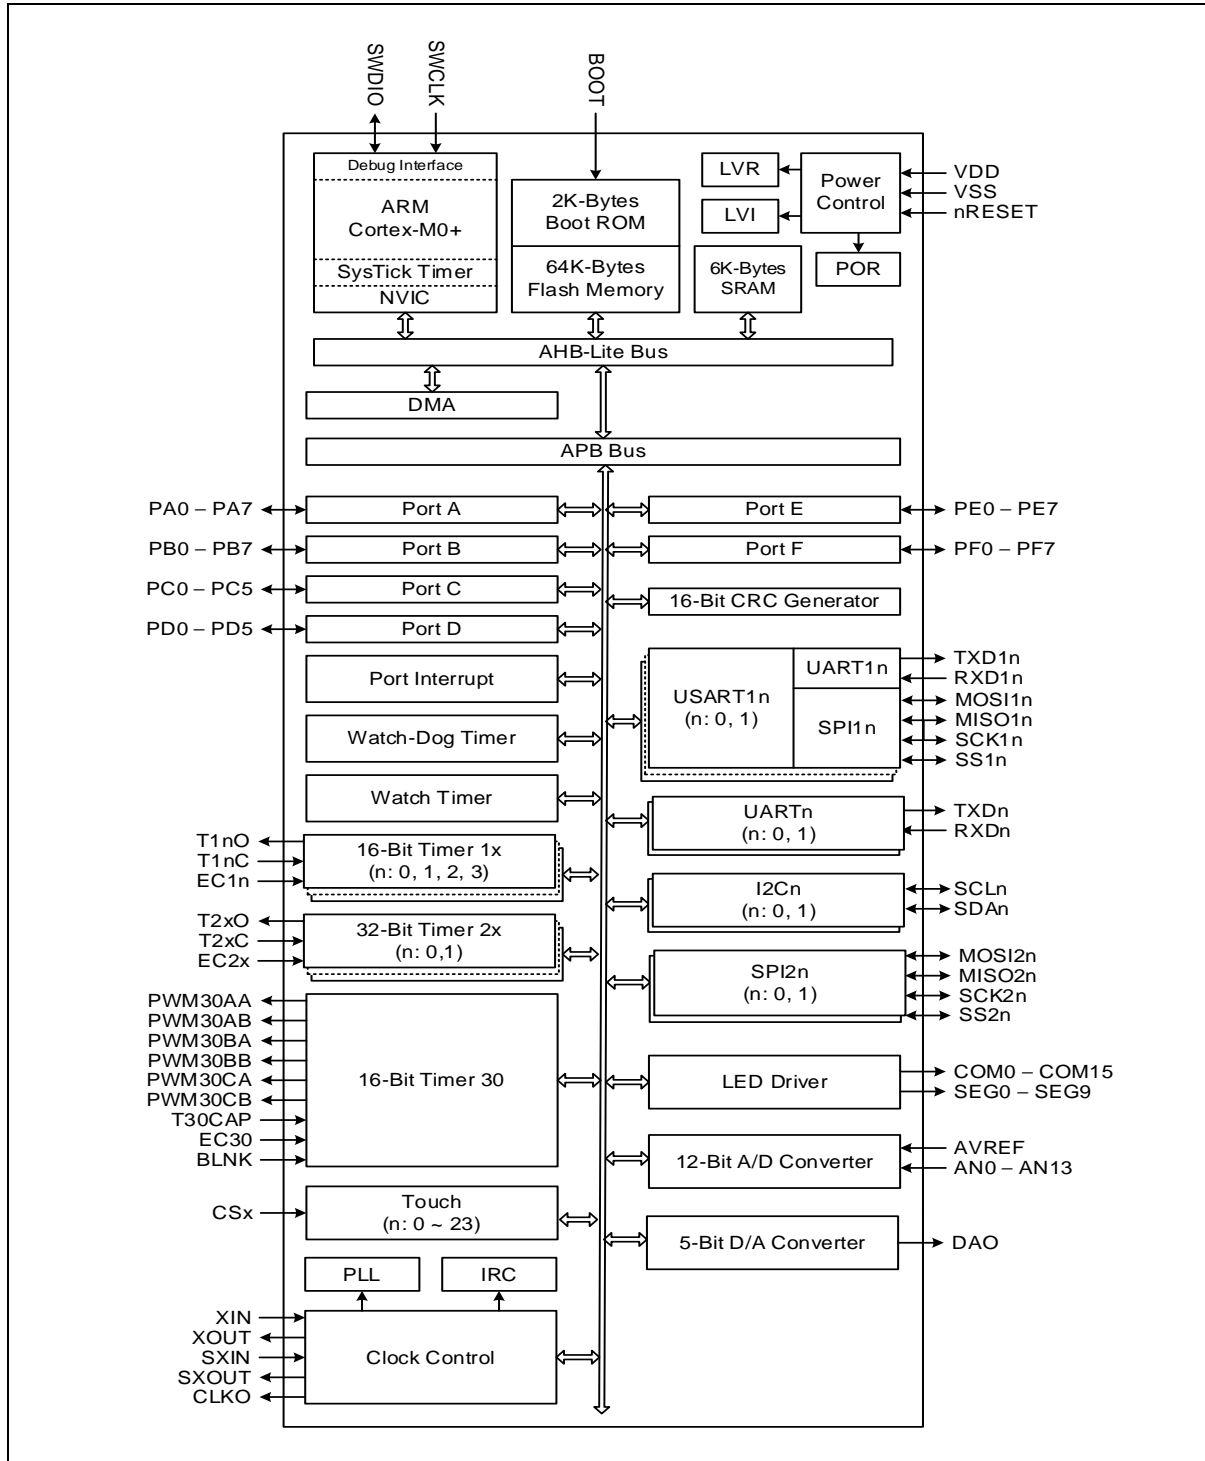 SWDIO
SWCLK
BOOT
Debug Interface
ARM
Cortex-M0+
SysTick Timer
NVIC
2K-Bytes
Boot ROM
64K-Bytes
Flash Memory
LVR
LVI
Power
Control
VDD
VSS
nRESET
6K-Bytes
SRAM
POR
AHB-Lite Bus
DMA
APB Bus
PA0 – PA7
Port A
Port E
PE0 – PE7
PB0 – PB7
Port B
Port F
PF0 – PF7
PC0 – PC5
Port C
16-Bit CRC Generator
PD0 – PD5
Port D
Port Interrupt
USART1n
(n: 0, 1)
UART1n
SPI1n
TXD1n
RXD1n
MOSI1n
MISO1n
SCK1n
SS1n
Watch-Dog Timer
Watch Timer
UARTn
(n: 0, 1)
TXDn
RXDn
T1nO
T1nC
EC1n
16-Bit Timer 1x
(n: 0, 1, 2, 3)
I2Cn
(n: 0, 1)
SCLn
SDAn
T2xO
T2xC
EC2x
32-Bit Timer 2x
(n: 0,1)
SPI2n
(n: 0, 1)
MOSI2n
MISO2n
SCK2n
SS2n
PWM30AA
PWM30AB
PWM30BA
PWM30BB
PWM30CA
PWM30CB
T30CAP
EC30
BLNK
16-Bit Timer 30
LED Driver
COM0 – COM15
SEG0 – SEG9
12-Bit A/D Converter
AVREF
AN0 – AN13
CSx
Touch
(n: 0 ~ 23)
5-Bit D/A Converter
DAO
PLL
IRC
XIN
XOUT
SXIN
SXOUT
CLKO
Clock Control